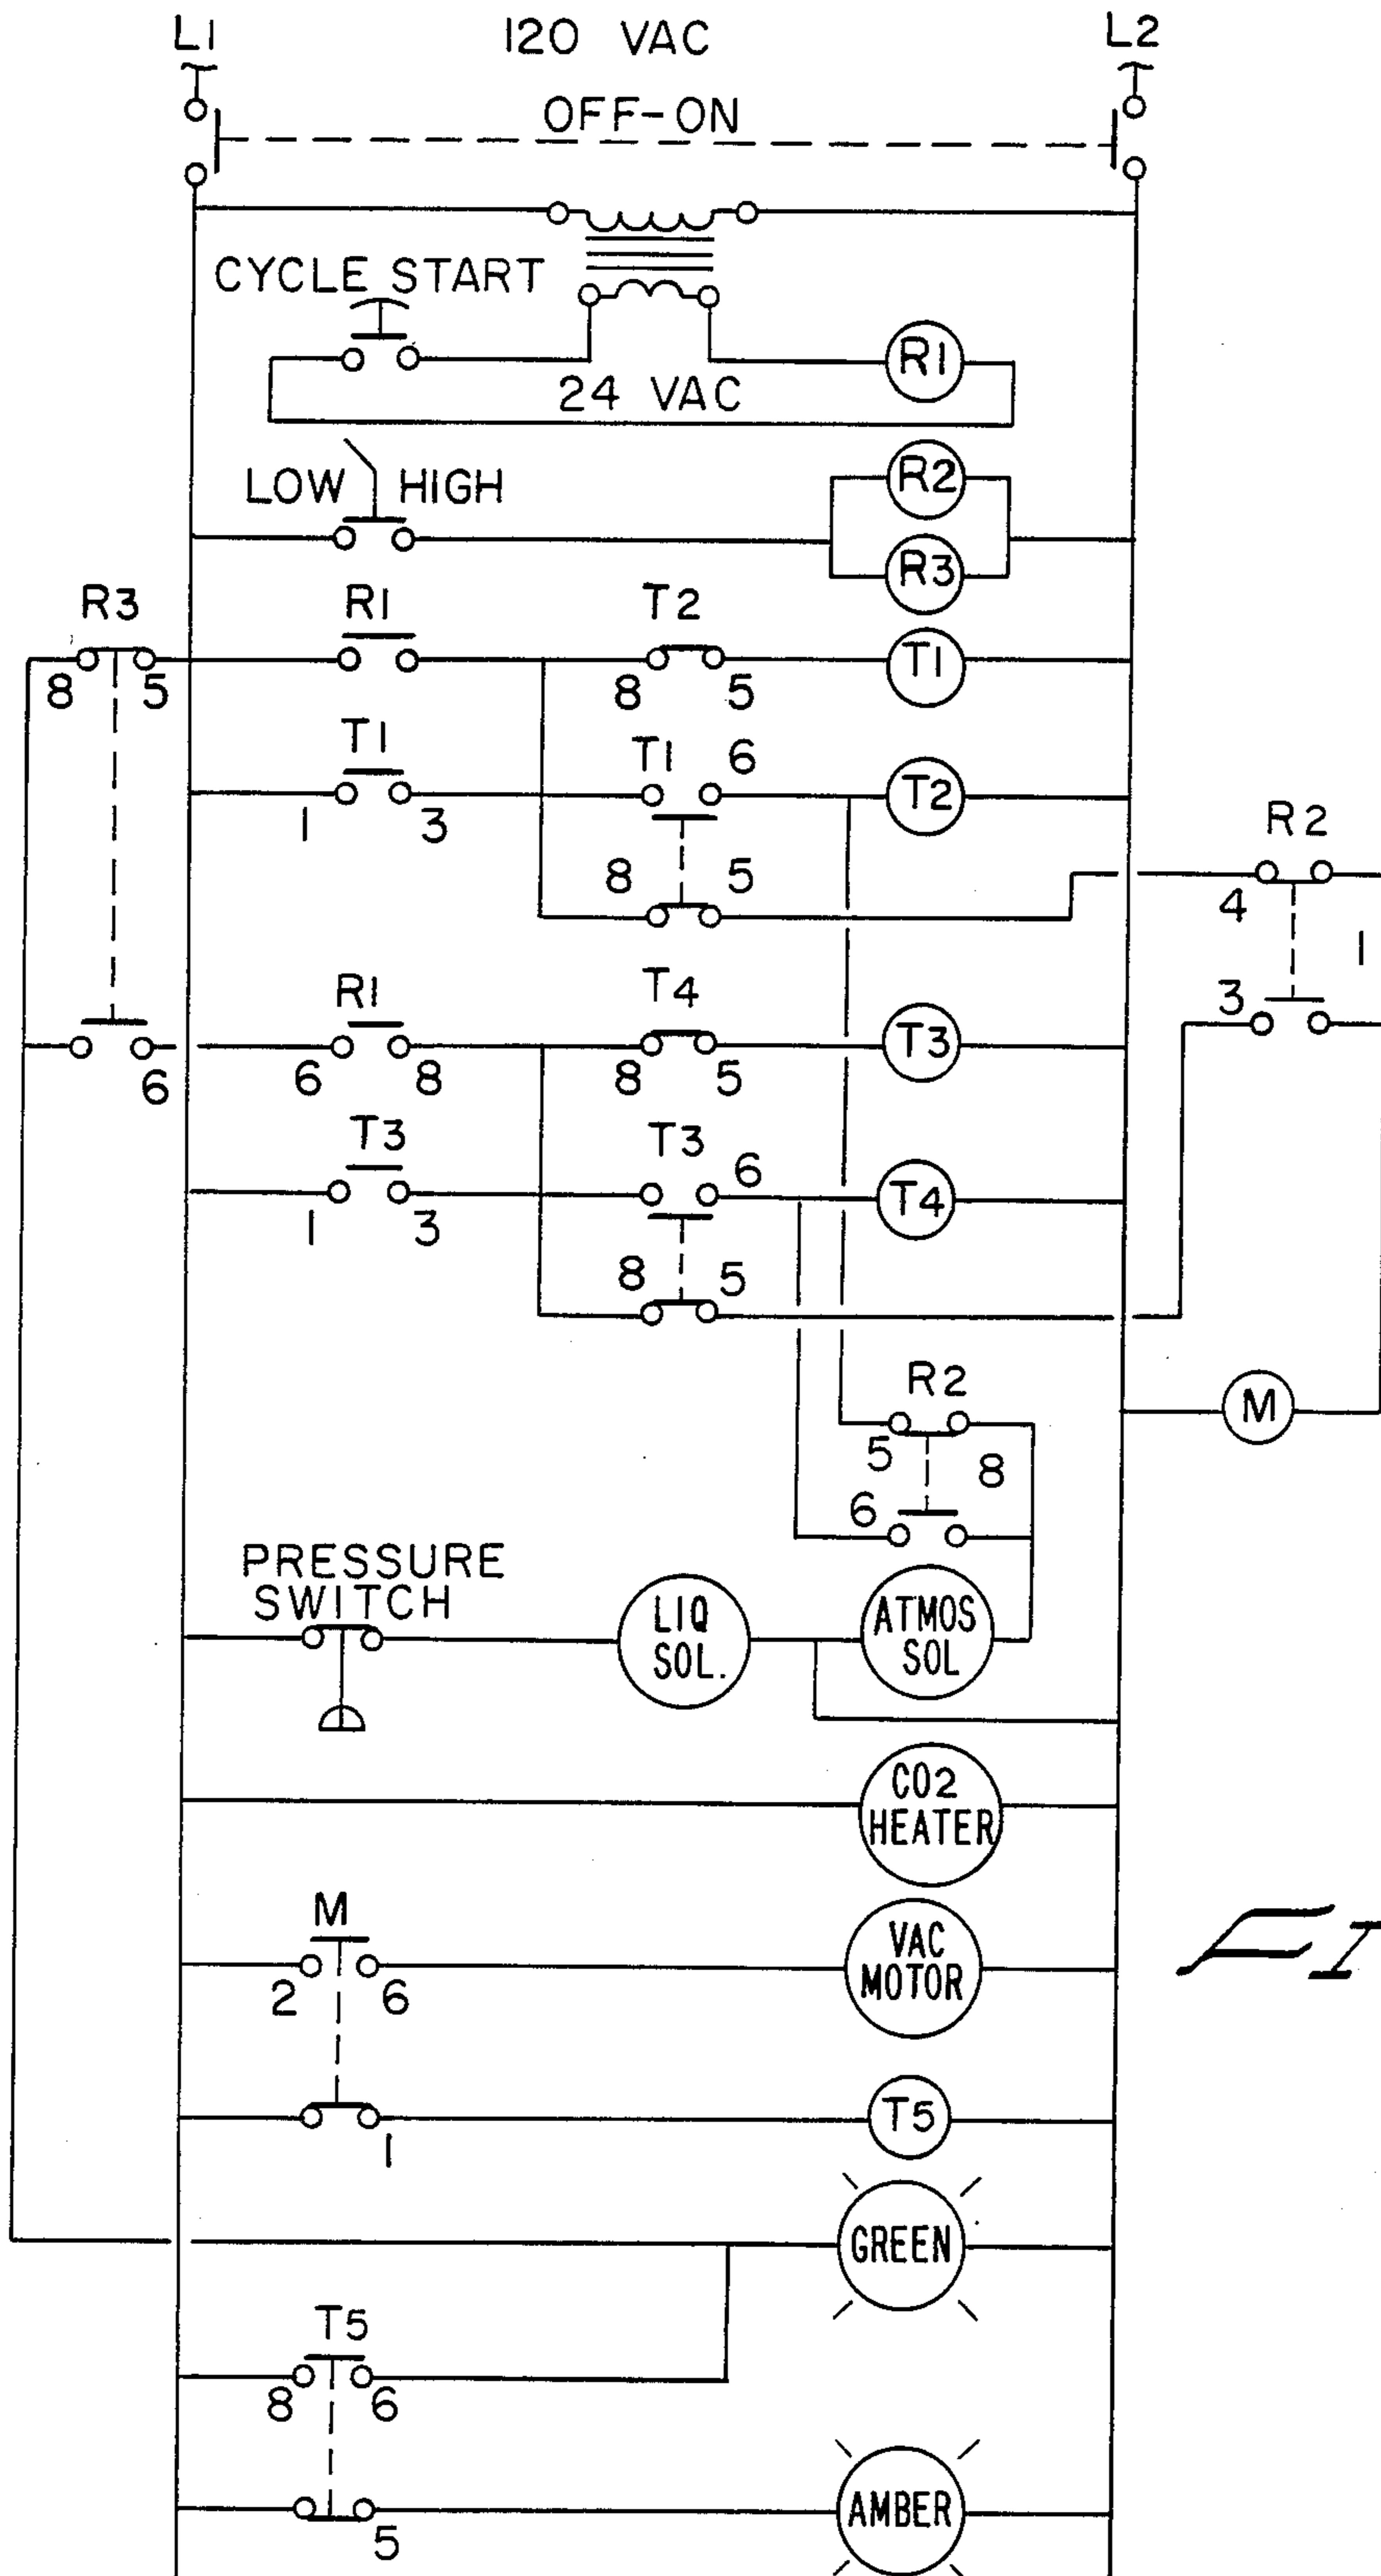 L1 120 VAC L2
OFF-ON
CYCLE START
R1
24 VAC
LOW HIGH
R2
R3
R3 R1 T2
T1
8 5 8 5
T1 T1 6
T2
1 3
R2
8 5
4
1
R1 T4
3
T3
6 6 8 8 5
T3 T3 6
T4
1 3
8 5
R2
M
5 8
6
PRESSURE
SWITCH
LIQ
SOL.
ATMOS
SOL
CO2
HEATER
M
VAC
MOTOR
2 6
T5
1
GREEN
T5
8 6
AMBER
5